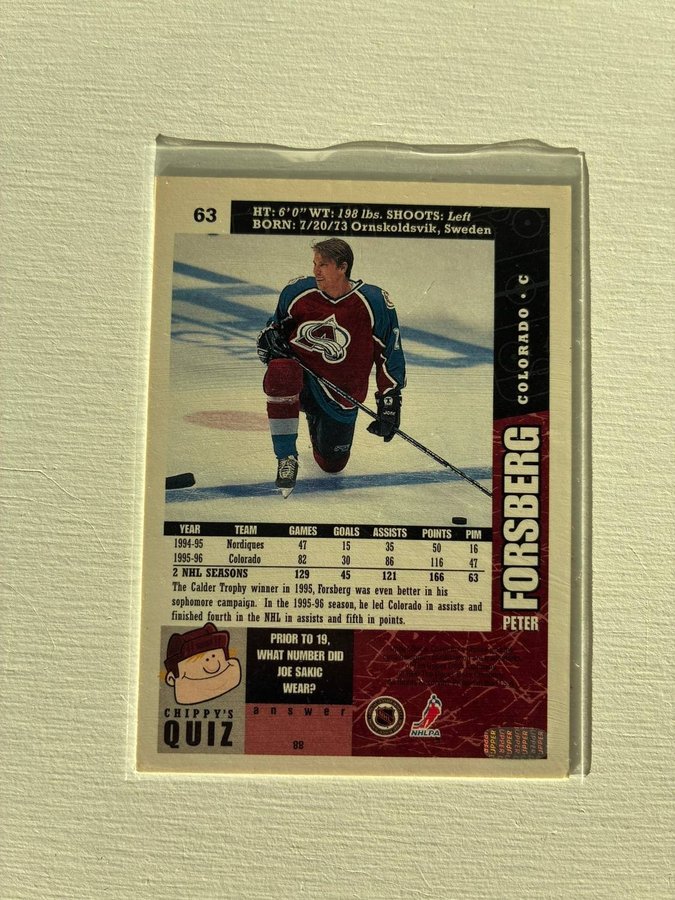 63
HT: 6'0" WT: 198 lbs. SHOOTS: Left
BORN: 7/20/73 Ornskoldsvik, Sweden
COLORADO • C
PETER FORSBERG
YEAR TEAM GAMES GOALS ASSISTS POINTS PIM
1994-95 Nordiques 47 15 35 50 16
1995-96 Colorado 82 30 86 116 47
2 NHL SEASONS 129 45 121 166 63
The Calder Trophy winner in 1995, Forsberg was even better in his
sophomore campaign. In the 1995-96 season, he led Colorado in assists and
finished fourth in the NHL in assists and fifth in points.
CHIPPY'S
QUIZ
PRIOR TO 19,
WHAT NUMBER DID
JOE SAKIC
WEAR?
answer
88
NHLPA
UPPER